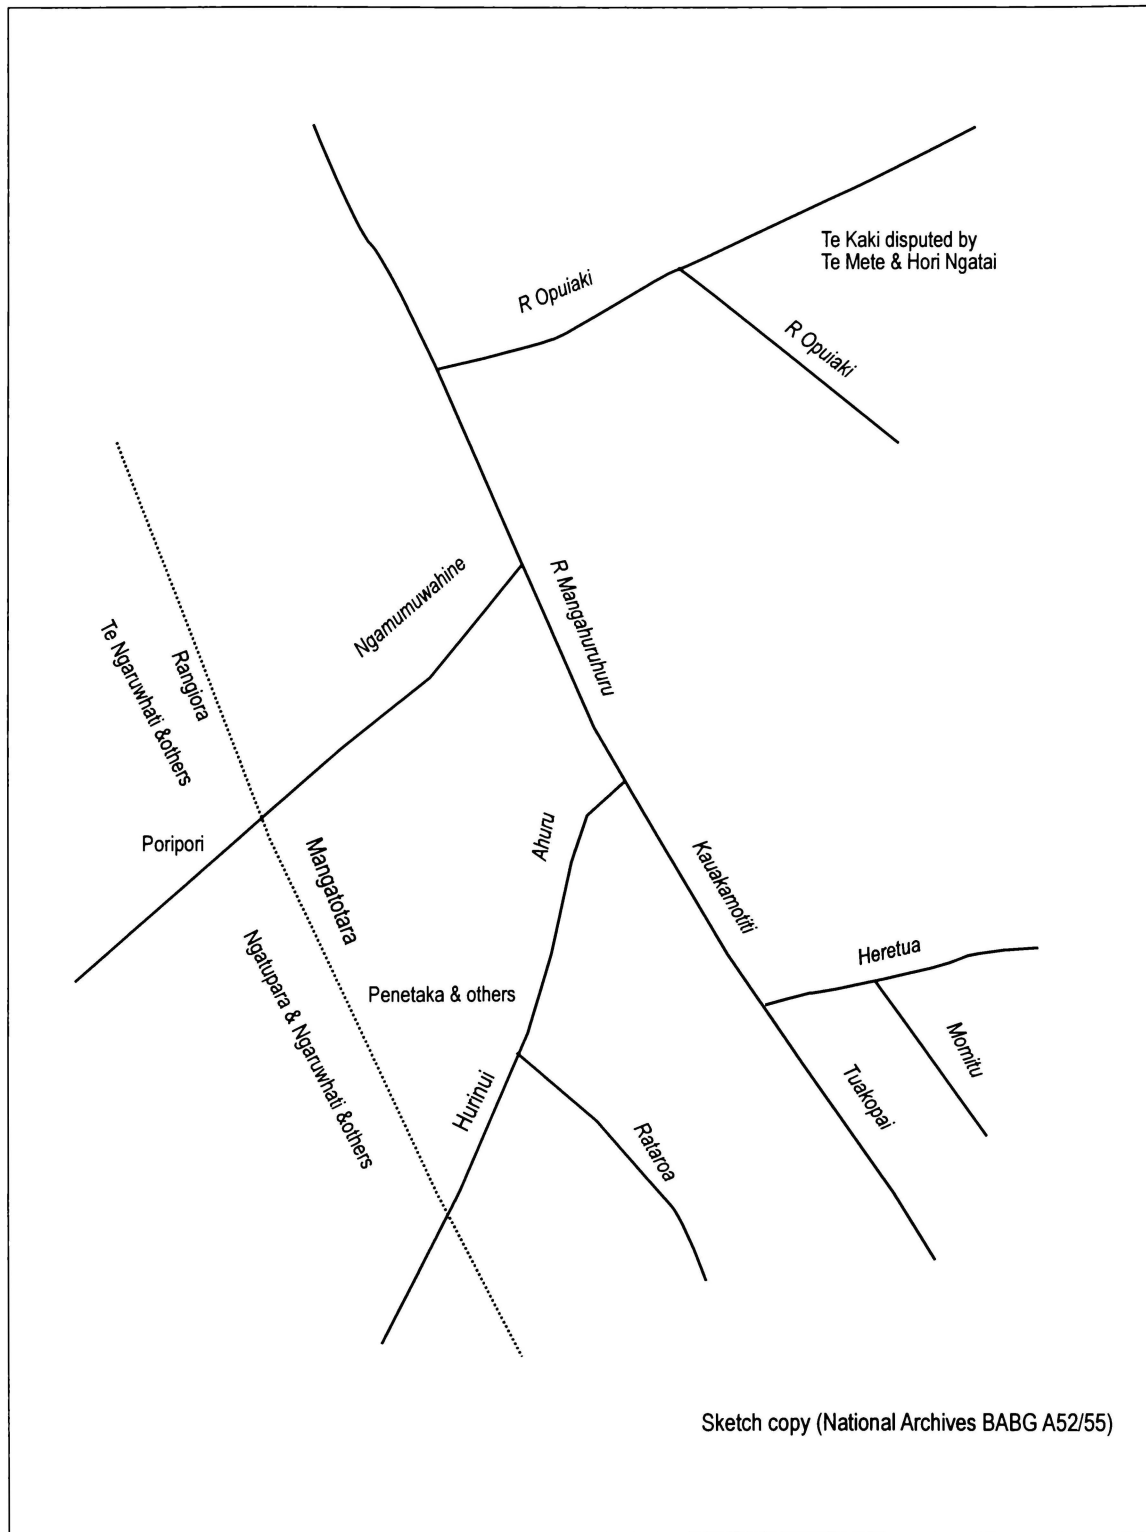 Te Kaki disputed by
Te Mete & Hori Ngatai
R Opuiaki
R Opuiaki
Ngamumuwahine
R Mangahuruhuru
Rangiora
Te Ngaruwhati &others
Poripori
Mangatotara
Ahuru
Kauakamotiti
Ngatupara & Ngaruwhati &others
Penetaka & others
Heretua
Momitu
Hurinui
Tuakopai
Rataroa
Sketch copy (National Archives BABG A52/55)